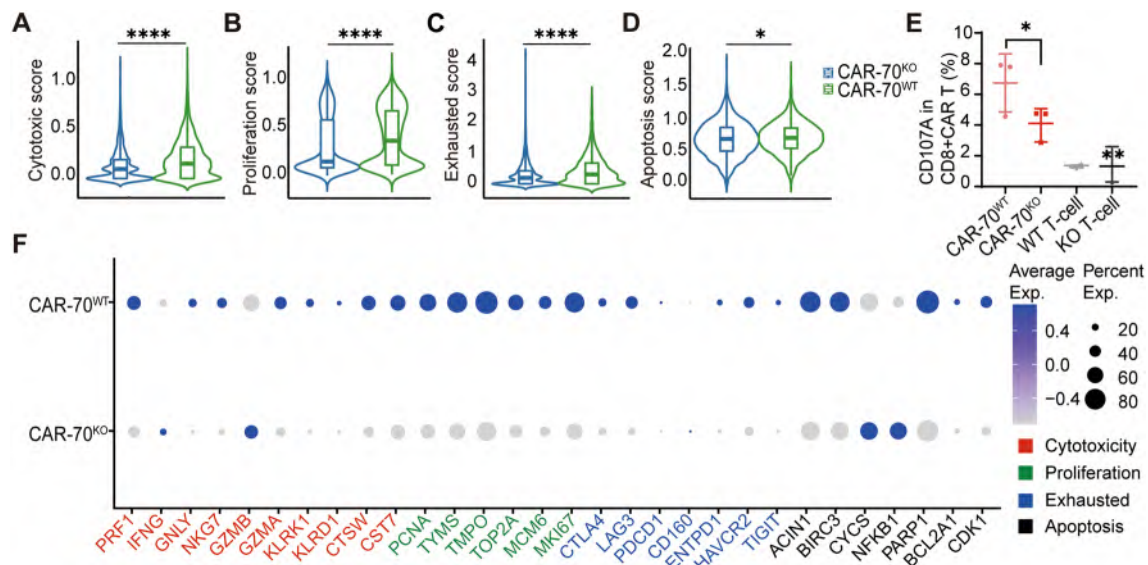 A
Cytotoxic score
1.0
0.5
0.0
****
B
Proliferation score
1.0
0.5
0
****
C
Exhausted score
4
3
2
1
0
****
D
Apoptosis score
2.0
1.5
1.0
0.5
0
*
CAR-70KO
CAR-70WT
E
CD107A in
CD8+CAR T (%)
10
8
6
4
2
0
*
**
CAR-70WT
CAR-70KO
WT T-cell
KO T-cell
F
CAR-70WT
CAR-70KO
PRF1
IFNG
GNLY
NKG7
GZMB
GZMA
KLRK1
KLRD1
CTSW
CST7
PCNA
TYMS
TMPO
TOP2A
MCM6
MKI67
CTLA4
LAG3
PDCD1
CD160
ENTPD1
HAVCR2
TIGIT
ACIN1
BIRC3
CYCS
NFKB1
PARP1
BCL2A1
CDK1
Average
Exp.
0.4
0.0
−0.4
Percent
Exp.
20
40
60
80
Cytotoxicity
Proliferation
Exhausted
Apoptosis